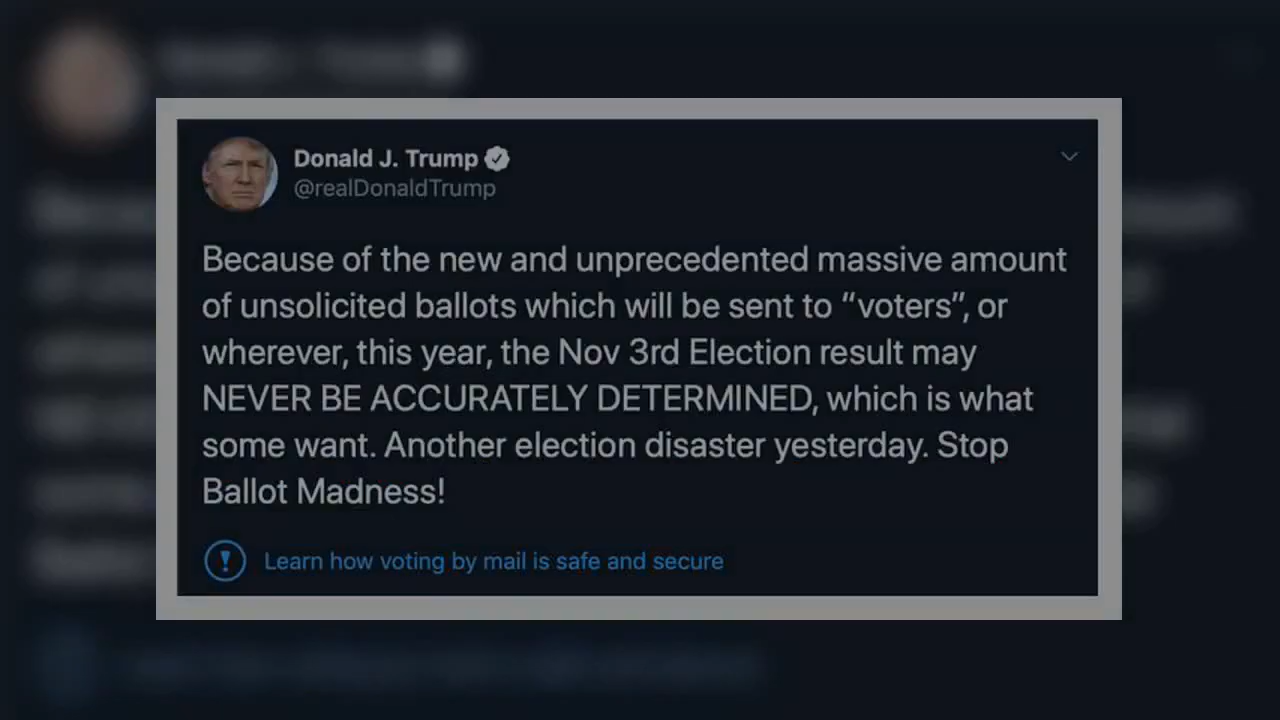 Donald J. Trump
@realDonaldTrump
Because of the new and unprecedented massive amount
of unsolicited ballots which will be sent to “voters”, or
wherever, this year, the Nov 3rd Election result may
NEVER BE ACCURATELY DETERMINED, which is what
some want. Another election disaster yesterday. Stop
Ballot Madness!
Learn how voting by mail is safe and secure